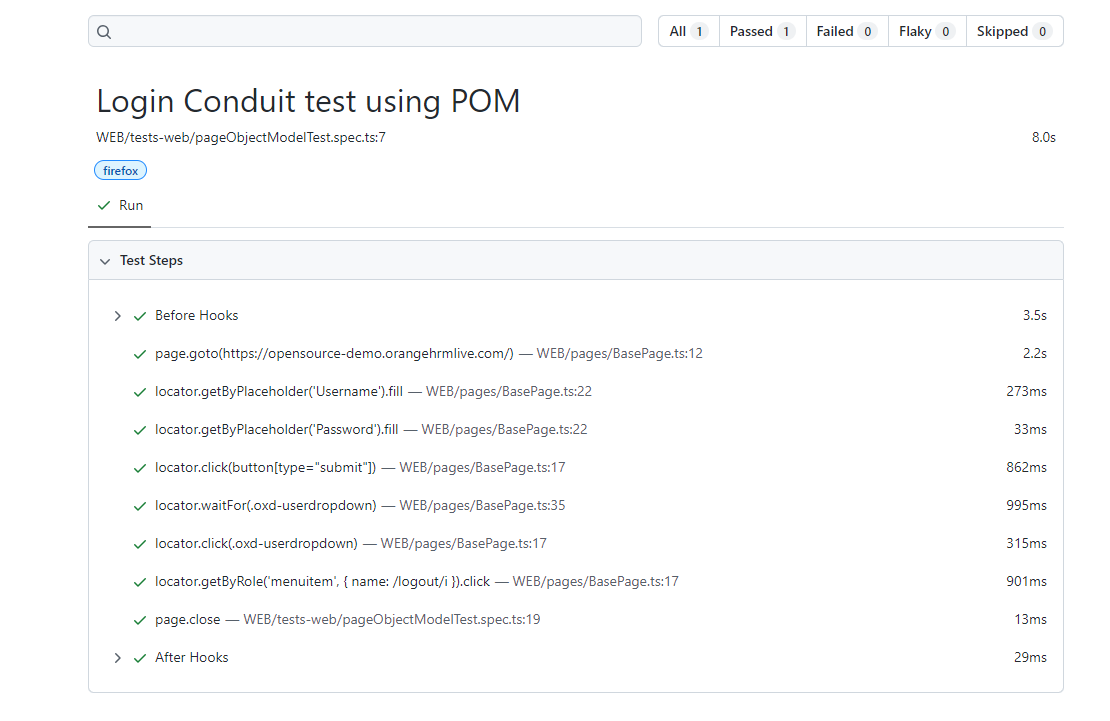 All 1 Passed 1 Failed 0 Flaky 0 Skipped 0
Login Conduit test using POM
WEB/tests-web/pageObjectModelTest.spec.ts:7 8.0s
firefox
Run
Test Steps
Before Hooks 3.5s
page.goto(https://opensource-demo.orangehrmlive.com/) — WEB/pages/BasePage.ts:12 2.2s
locator.getByPlaceholder('Username').fill — WEB/pages/BasePage.ts:22 273ms
locator.getByPlaceholder('Password').fill — WEB/pages/BasePage.ts:22 33ms
locator.click(button[type="submit"]) — WEB/pages/BasePage.ts:17 862ms
locator.waitFor(.oxd-userdropdown) — WEB/pages/BasePage.ts:35 995ms
locator.click(.oxd-userdropdown) — WEB/pages/BasePage.ts:17 315ms
locator.getByRole('menuitem', { name: /logout/i }).click — WEB/pages/BasePage.ts:17 901ms
page.close — WEB/tests-web/pageObjectModelTest.spec.ts:19 13ms
After Hooks 29ms